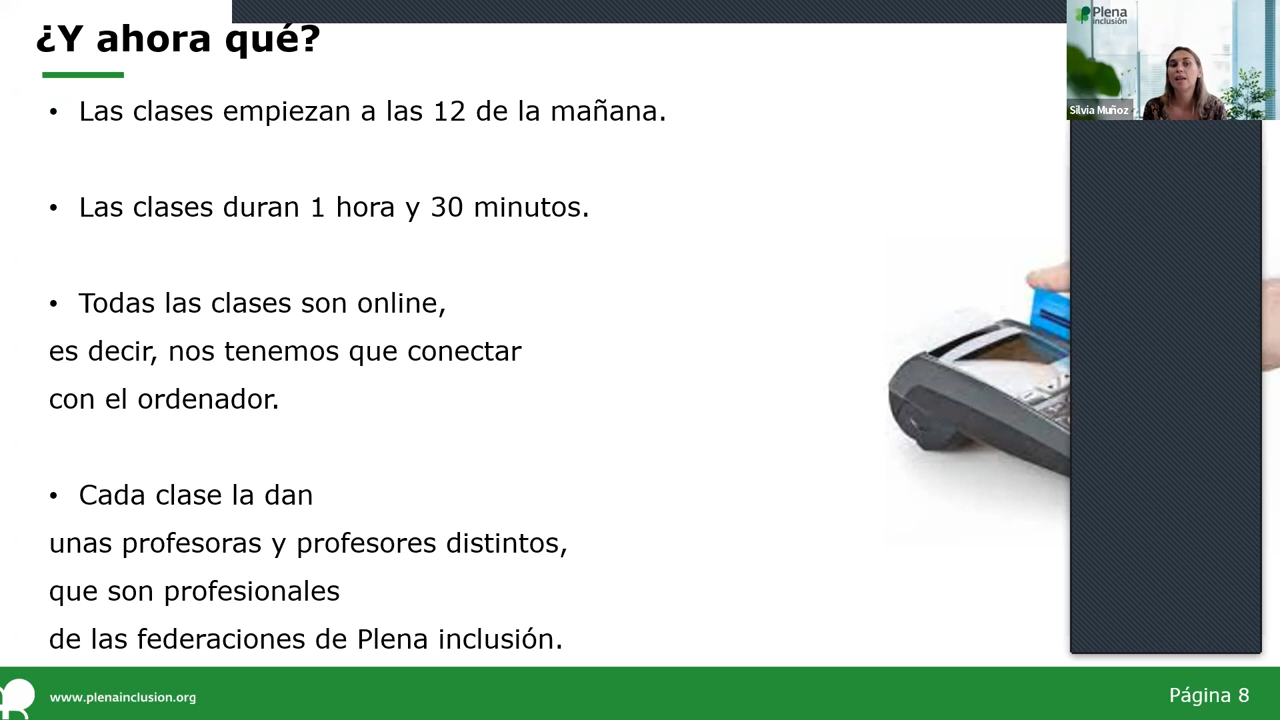 ¿Y ahora qué?
• Las clases empiezan a las 12 de la mañana.
• Las clases duran 1 hora y 30 minutos.
• Todas las clases son online,
es decir, nos tenemos que conectar
con el ordenador.
• Cada clase la dan
unas profesoras y profesores distintos,
que son profesionales
de las federaciones de Plena inclusión.
www.plenainclusion.org
Página 8
Plena
inclusión
Silvia Muñoz